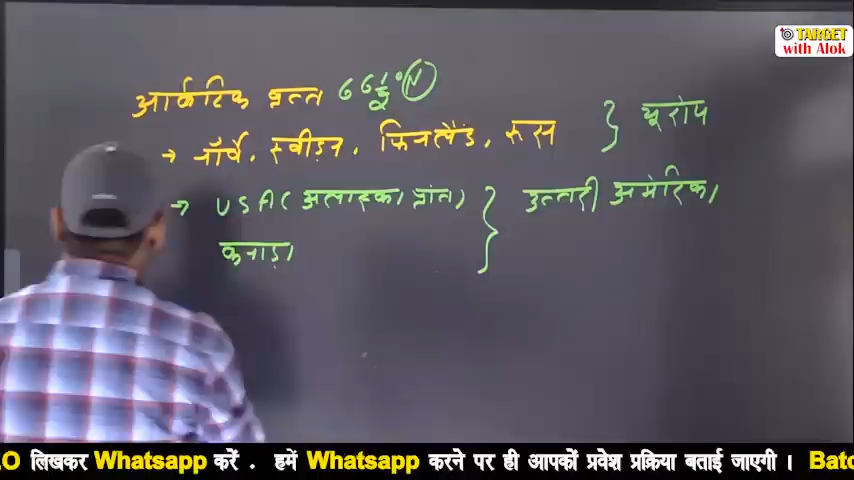 TARGET
with Alok
आर्कटिक वृत्त 66½°N
→ नॉर्वे, स्वीडन, फिनलैंड, रूस } यूरोप
→ USA( अलास्का प्रांत) } उत्तरी अमेरिका
कनाडा
LO लिखकर Whatsapp करें . हमें Whatsapp करने पर ही आपकों प्रवेश प्रक्रिया बताई जाएगी । Batc